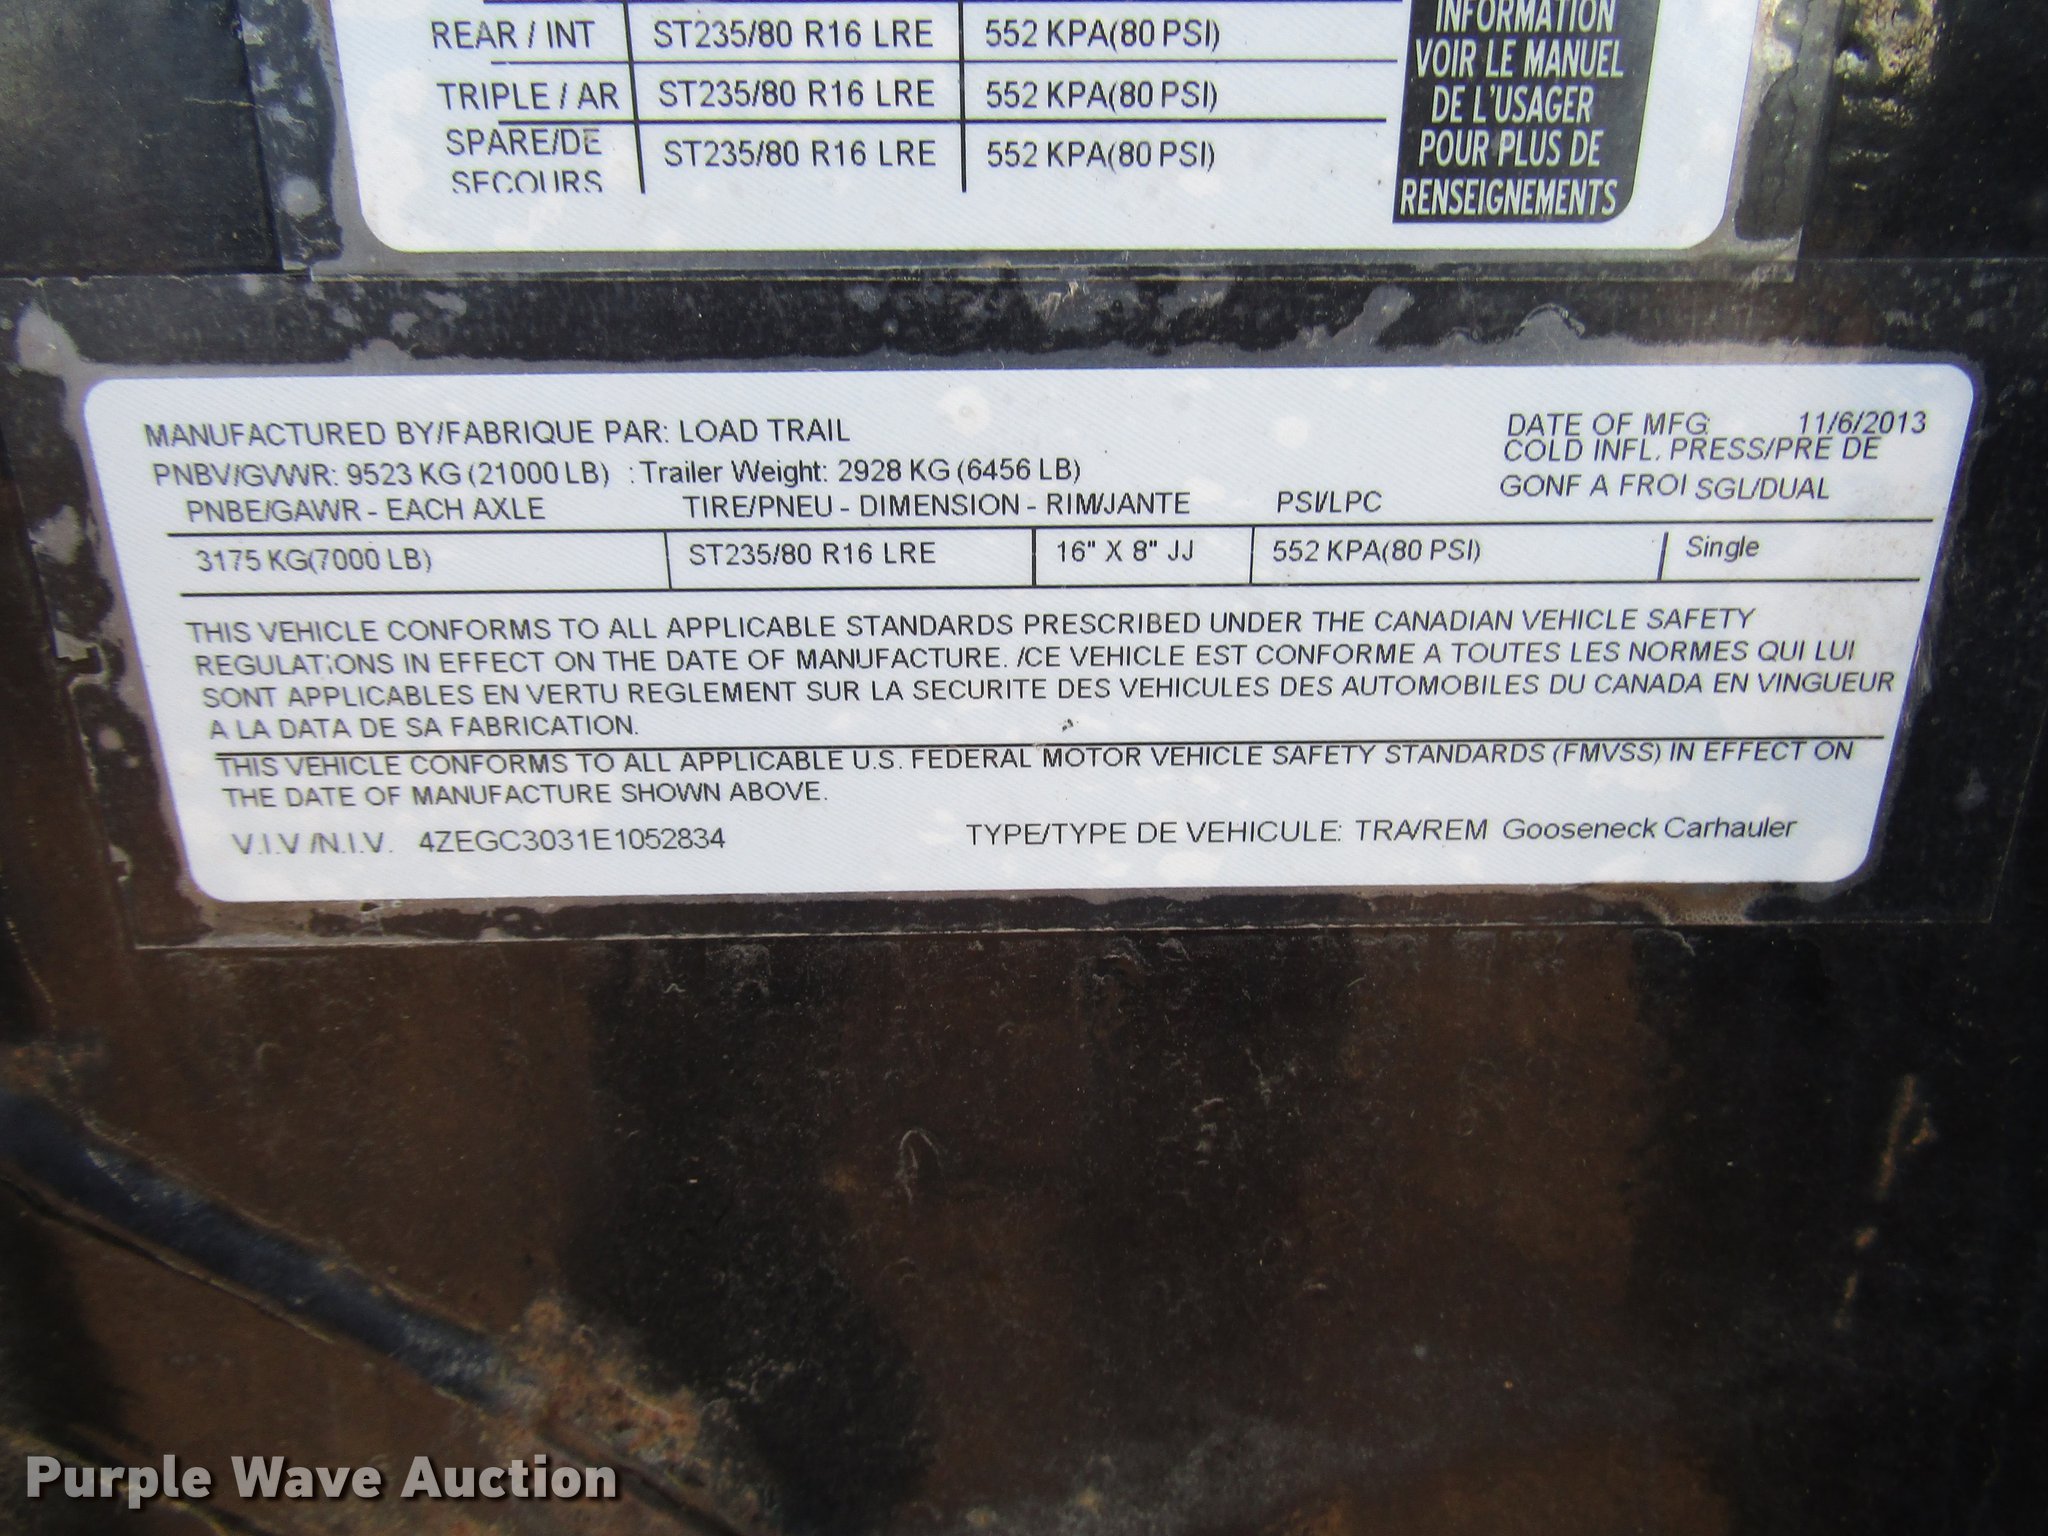 REAR / INT ST235/80 R16 LRE 552 KPA(80 PSI)
TRIPLE / AR ST235/80 R16 LRE 552 KPA(80 PSI)
SPARE/DE SECOURS ST235/80 R16 LRE 552 KPA(80 PSI)
INFORMATION
VOIR LE MANUEL
DE L'USAGER
POUR PLUS DE
RENSEIGNEMENTS
MANUFACTURED BY/FABRIQUE PAR: LOAD TRAIL DATE OF MFG: 11/6/2013
COLD INFL. PRESS/PRE DE
PNBV/GVWR: 9523 KG (21000 LB) : Trailer Weight: 2928 KG (6456 LB)
GONF A FROI SGL/DUAL
PNBE/GAWR - EACH AXLE TIRE/PNEU - DIMENSION - RIM/JANTE PSI/LPC
3175 KG(7000 LB) ST235/80 R16 LRE 16" X 8" JJ 552 KPA(80 PSI) Single
THIS VEHICLE CONFORMS TO ALL APPLICABLE STANDARDS PRESCRIBED UNDER THE CANADIAN VEHICLE SAFETY
REGULATIONS IN EFFECT ON THE DATE OF MANUFACTURE. /CE VEHICLE EST CONFORME A TOUTES LES NORMES QUI LUI
SONT APPLICABLES EN VERTU REGLEMENT SUR LA SECURITE DES VEHICULES DES AUTOMOBILES DU CANADA EN VINGUEUR
A LA DATA DE SA FABRICATION.
THIS VEHICLE CONFORMS TO ALL APPLICABLE U.S. FEDERAL MOTOR VEHICLE SAFETY STANDARDS (FMVSS) IN EFFECT ON
THE DATE OF MANUFACTURE SHOWN ABOVE.
V.I.V /N.I.V. 4ZEGC3031E1052834 TYPE/TYPE DE VEHICULE: TRA/REM Gooseneck Carhauler
Purple Wave Auction